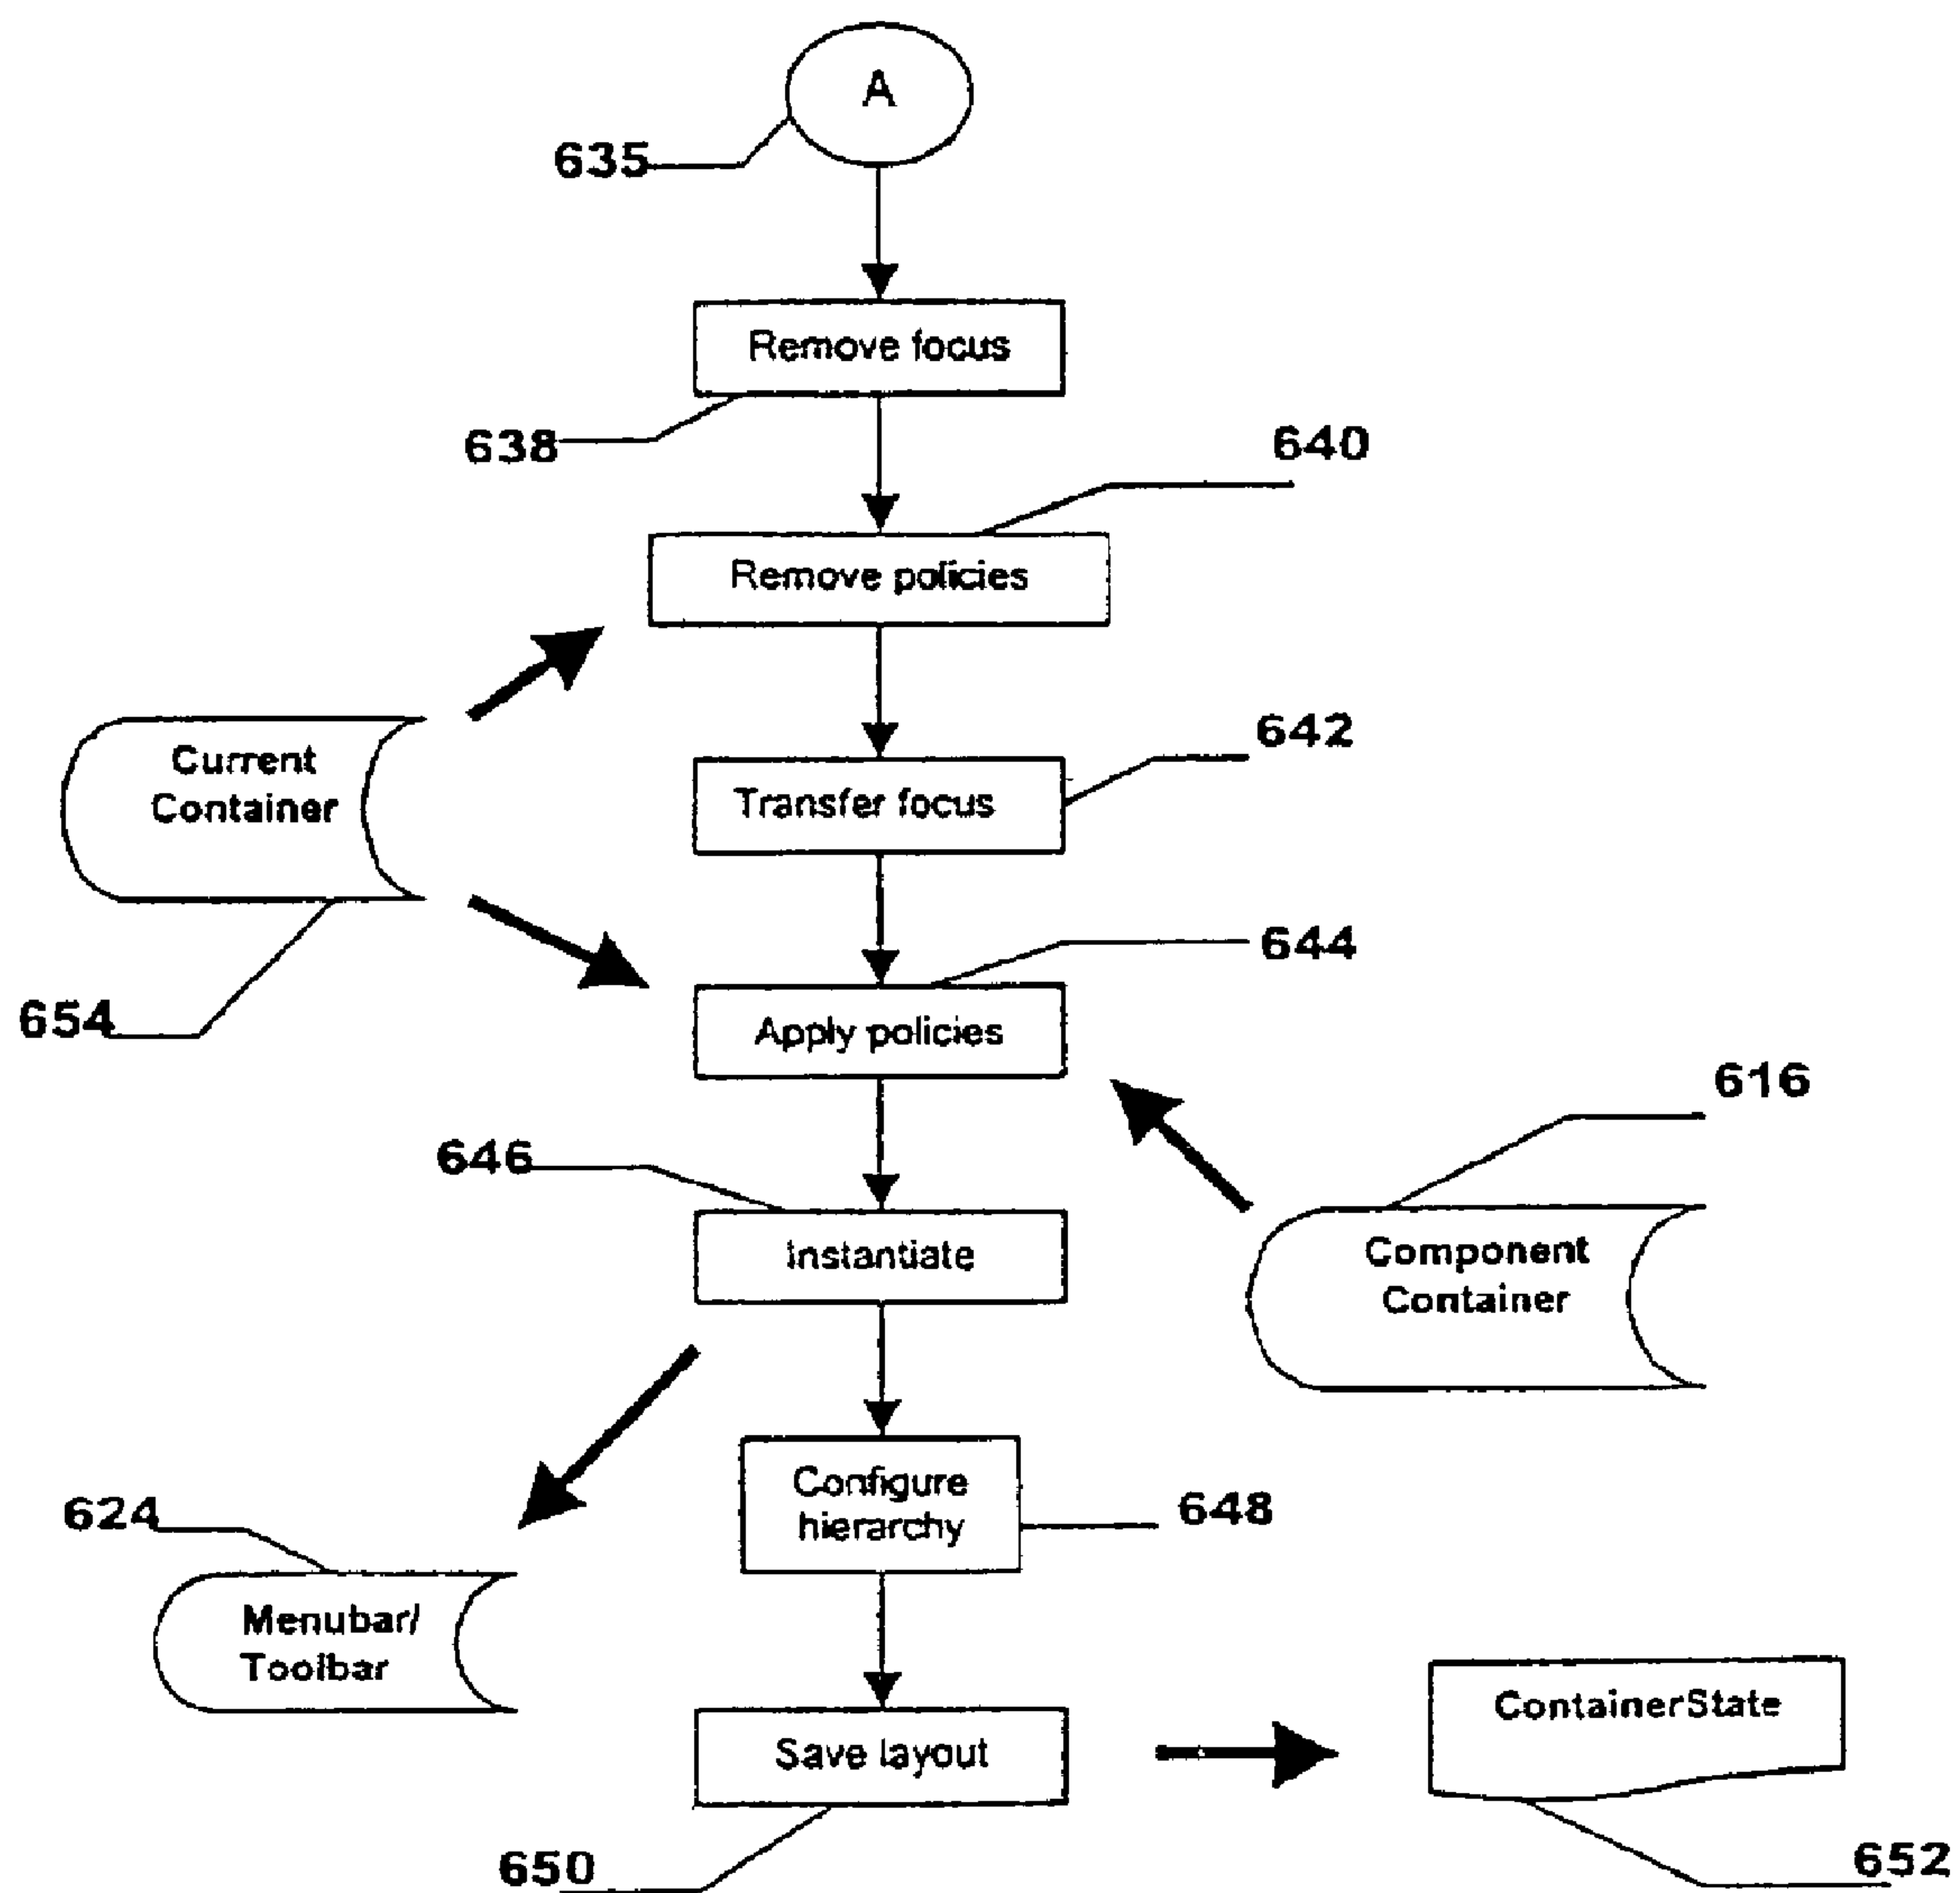 A
635
Remove focus
638
640
Remove policies
642
Current
Container
Transfer focus
644
654
Apply policies
616
646
Instantiate
Component
Container
Configure
hierarchy
648
624
Menubar/
Toolbar
ContainerState
Save layout
650
652